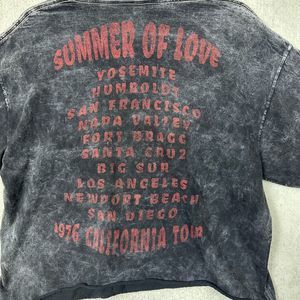 SUMMER OF LOVE
YOSEMITE
HUMBOLDT
SAN FRANCISCO
NAPA VALLEY
FORT BRAGG
SANTA CRUZ
BIG SUR
LOS ANGELES
NEWPORT BEACH
SAN DIEGO
1976 CALIFORNIA TOUR